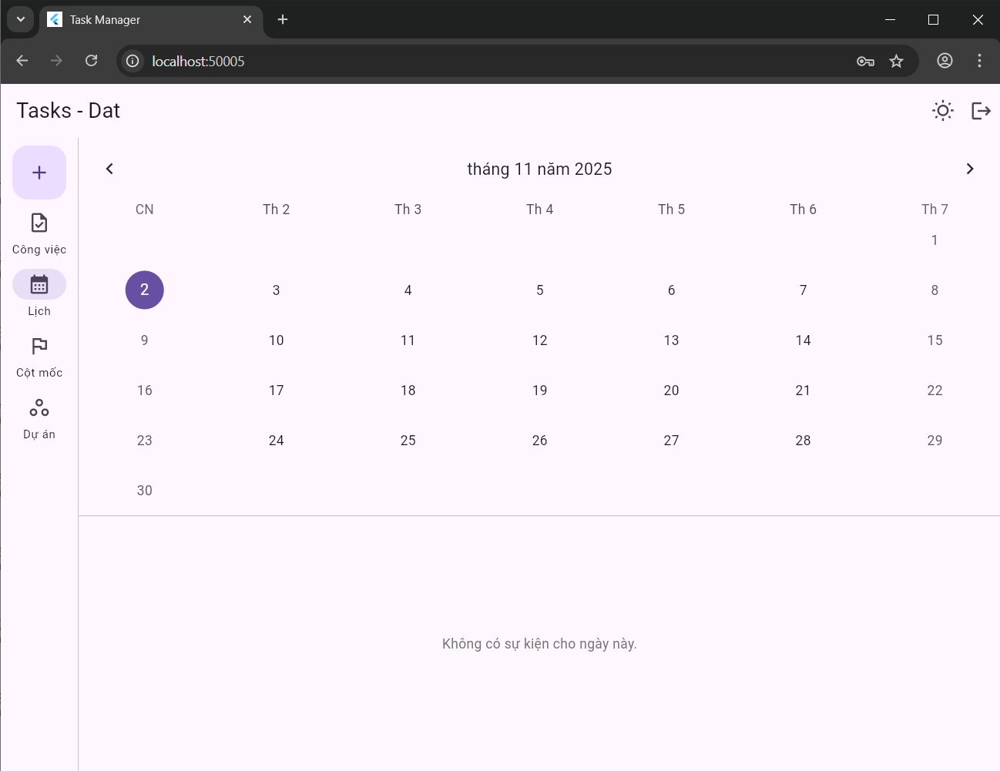 Task Manager
localhost:50005
Tasks - Dat
tháng 11 năm 2025
CN Th 2 Th 3 Th 4 Th 5 Th 6 Th 7
1
2 3 4 5 6 7 8
9 10 11 12 13 14 15
16 17 18 19 20 21 22
23 24 25 26 27 28 29
30
Công việc
Lịch
Cột mốc
Dự án
Không có sự kiện cho ngày này.